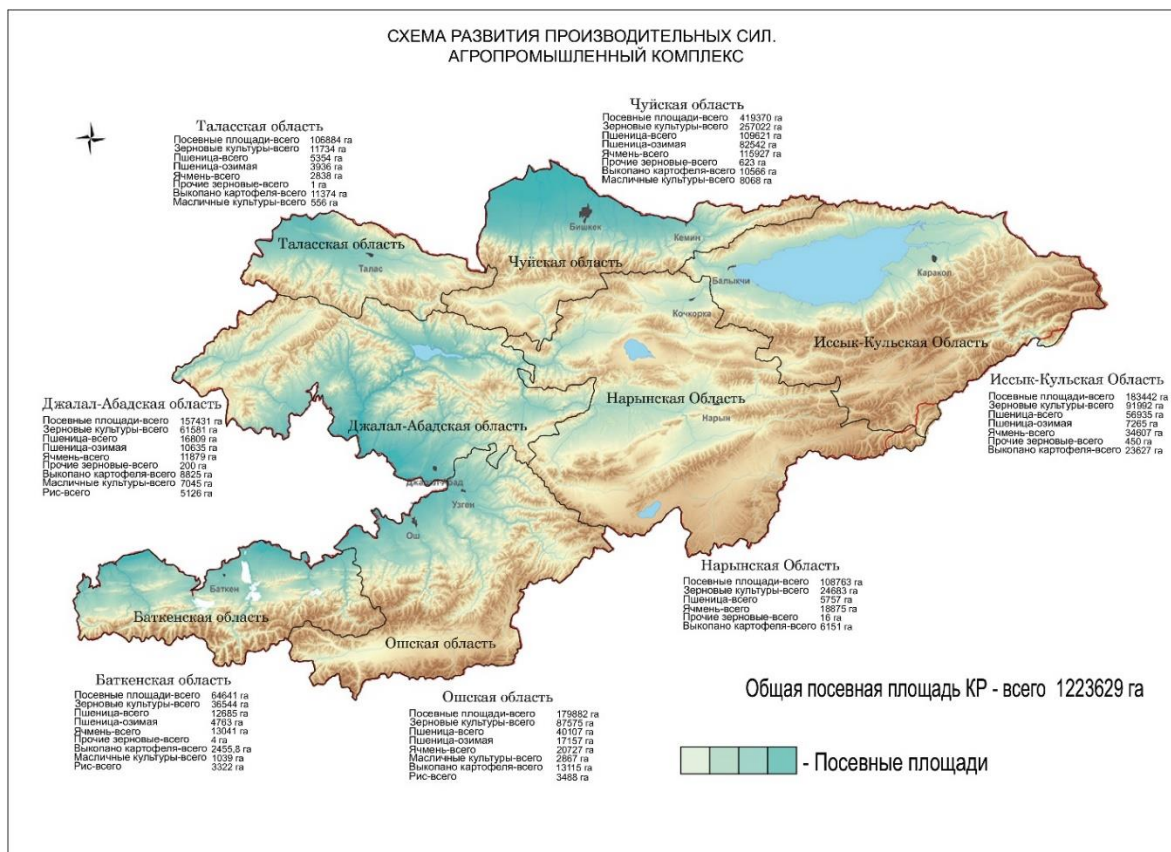 СХЕМА РАЗВИТИЯ ПРОИЗВОДИТЕЛЬНЫХ СИЛ.
АГРОПРОМЫШЛЕННЫЙ КОМПЛЕКС
Таласская область
Посевные площади-всего 106884 га
Зерновые культуры-всего 11734 га
Пшеница-всего 5354 га
Пшеница-озимая 3936 га
Ячмень-всего 2838 га
Прочие зерновые-всего 1 га
Выкопано картофеля-всего 11374 га
Масличные культуры-всего 556 га
Чуйская область
Посевные площади-всего 419370 га
Зерновые культуры-всего 257022 га
Пшеница-всего 109621 га
Пшеница-озимая 82542 га
Ячмень-всего 115927 га
Прочие зерновые-всего 623 га
Выкопано картофеля-всего 10566 га
Масличные культуры-всего 8068 га
Бишкек
Кемин
Таласская область
Талас
Чуйская область
Балыкчи
Каракол
Кочкорка
Иссык-Кульская Область
Нарынская Область
Нарын
Джалал-Абадская область
Джалал-Абад
Узген
Ош
Баткен
Баткенская область
Ошская область
Джалал-Абадская область
Посевные площади-всего 157431 га
Зерновые культуры-всего 61581 га
Пшеница-всего 16809 га
Пшеница-озимая 10635 га
Ячмень-всего 11879 га
Прочие зерновые-всего 200 га
Выкопано картофеля-всего 8825 га
Масличные культуры-всего 7045 га
Рис-всего 5126 га
Иссык-Кульская Область
Посевные площади-всего 183442 га
Зерновые культуры-всего 91992 га
Пшеница-всего 56935 га
Пшеница-озимая 7265 га
Ячмень-всего 34607 га
Прочие зерновые-всего 450 га
Выкопано картофеля-всего 23627 га
Нарынская Область
Посевные площади-всего 108763 га
Зерновые культуры-всего 24683 га
Пшеница-всего 5757 га
Ячмень-всего 18875 га
Прочие зерновые-всего 16 га
Выкопано картофеля-всего 6151 га
Баткенская область
Посевные площади-всего 64641 га
Зерновые культуры-всего 36544 га
Пшеница-всего 12685 га
Пшеница-озимая 4763 га
Ячмень-всего 13041 га
Прочие зерновые-всего 4 га
Выкопано картофеля-всего 2455,8 га
Масличные культуры-всего 1039 га
Рис-всего 3322 га
Ошская область
Посевные площади-всего 179882 га
Зерновые культуры-всего 87575 га
Пшеница-всего 40107 га
Пшеница-озимая 17157 га
Ячмень-всего 20727 га
Масличные культуры-всего 2867 га
Выкопано картофеля-всего 13115 га
Рис-всего 3488 га
Общая посевная площадь КР - всего 1223629 га
- Посевные площади